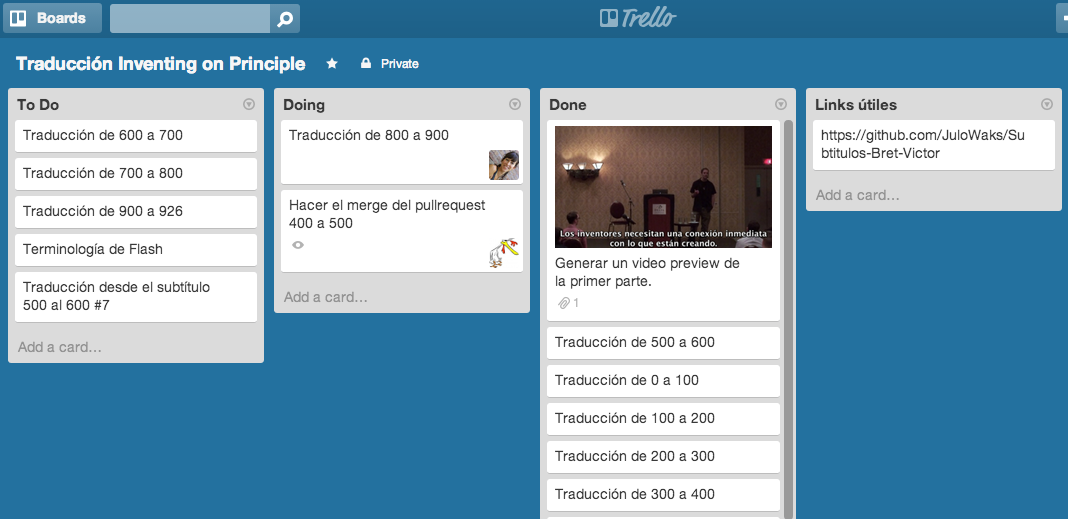 Boards
Trello
Traducción Inventing on Principle
Private
To Do
Traducción de 600 a 700
Traducción de 700 a 800
Traducción de 900 a 926
Terminología de Flash
Traducción desde el subtítulo
500 al 600 #7
Add a card…
Doing
Traducción de 800 a 900
Hacer el merge del pullrequest
400 a 500
Add a card…
Done
Los inventores necesitan una conexión inmediata
con lo que están creando.
Generar un video preview de
la primer parte.
1
Traducción de 500 a 600
Traducción de 0 a 100
Traducción de 100 a 200
Traducción de 200 a 300
Traducción de 300 a 400
Links útiles
https://github.com/JuloWaks/Su
btitulos-Bret-Victor
Add a card…